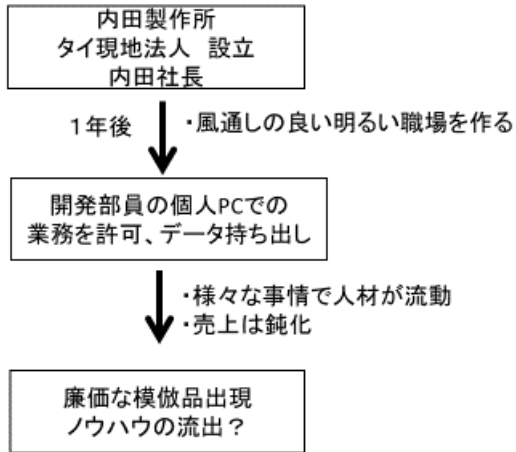 内田製作所
タイ現地法人　設立
内田社長
１年後
・風通しの良い明るい職場を作る
開発部員の個人PCでの
業務を許可、データ持ち出し
・様々な事情で人材が流動
・売上は鈍化
廉価な模倣品出現
ノウハウの流出？